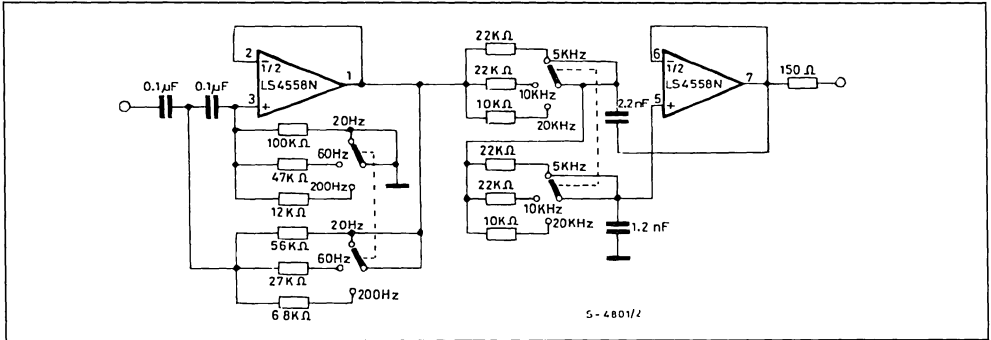 22KΩ
5KHz
2
1/2
LS4558N
1
6
1/2
LS4558N
7
150Ω
0.1µF
0.1µF
3
+
22KΩ
10KHz
5
+
2.2nF
10KΩ
20KHz
20Hz
100KΩ
60Hz
47KΩ
200Hz
12KΩ
22KΩ
5KHz
22KΩ
10KHz
10KΩ
20KHz
1.2 nF
20Hz
56KΩ
60Hz
27KΩ
200Hz
6.8KΩ
S-4801/2